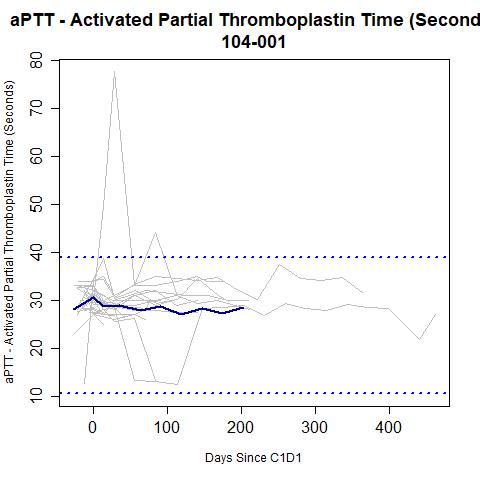 aPTT - Activated Partial Thromboplastin Time (Second
104-001
80
70
60
50
40
30
20
10
aPTT - Activated Partial Thromboplastin Time (Seconds)
0 100 200 300 400
Days Since C1D1